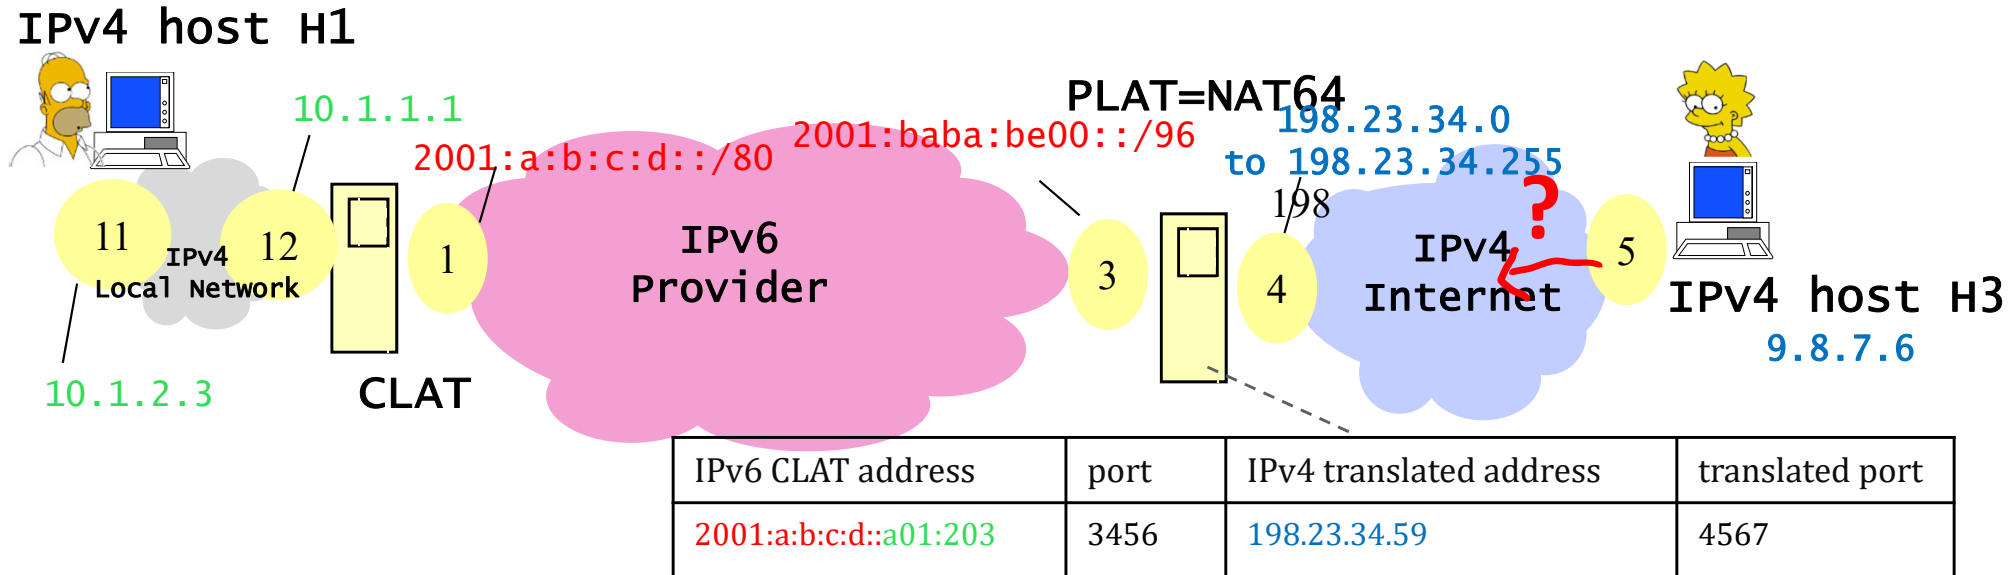 IPv4 host H1
PLAT=NAT64
10.1.1.1
2001:a:b:c:d::/80
2001:baba:be00::/96
198.23.34.0
to 198.23.34.255
198
?
11
12
1
3
4
5
IPv4
Local Network
IPv6
Provider
IPv4
Internet
IPv4 host H3
9.8.7.6
10.1.2.3
CLAT
IPv6 CLAT address port IPv4 translated address translated port
2001:a:b:c:d::a01:203 3456 198.23.34.59 4567